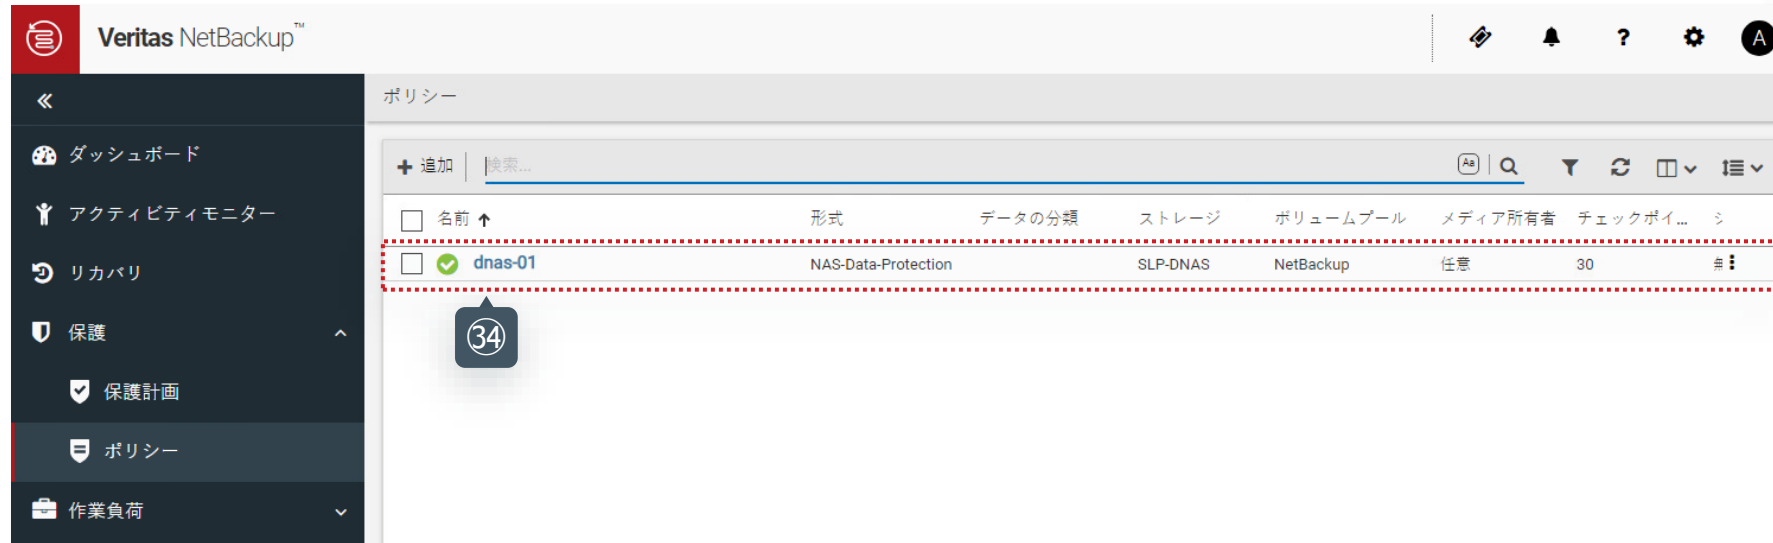 Veritas NetBackup™
?
A
«
ポリシー
ダッシュボード
アクティビティモニター
リカバリ
保護
保護計画
ポリシー
作業負荷
+ 追加
検索...
Aa
名前 ↑ 形式 データの分類 ストレージ ボリュームプール メディア所有者 チェックポイ...
dnas-01 NAS-Data-Protection SLP-DNAS NetBackup 任意 30
㉞